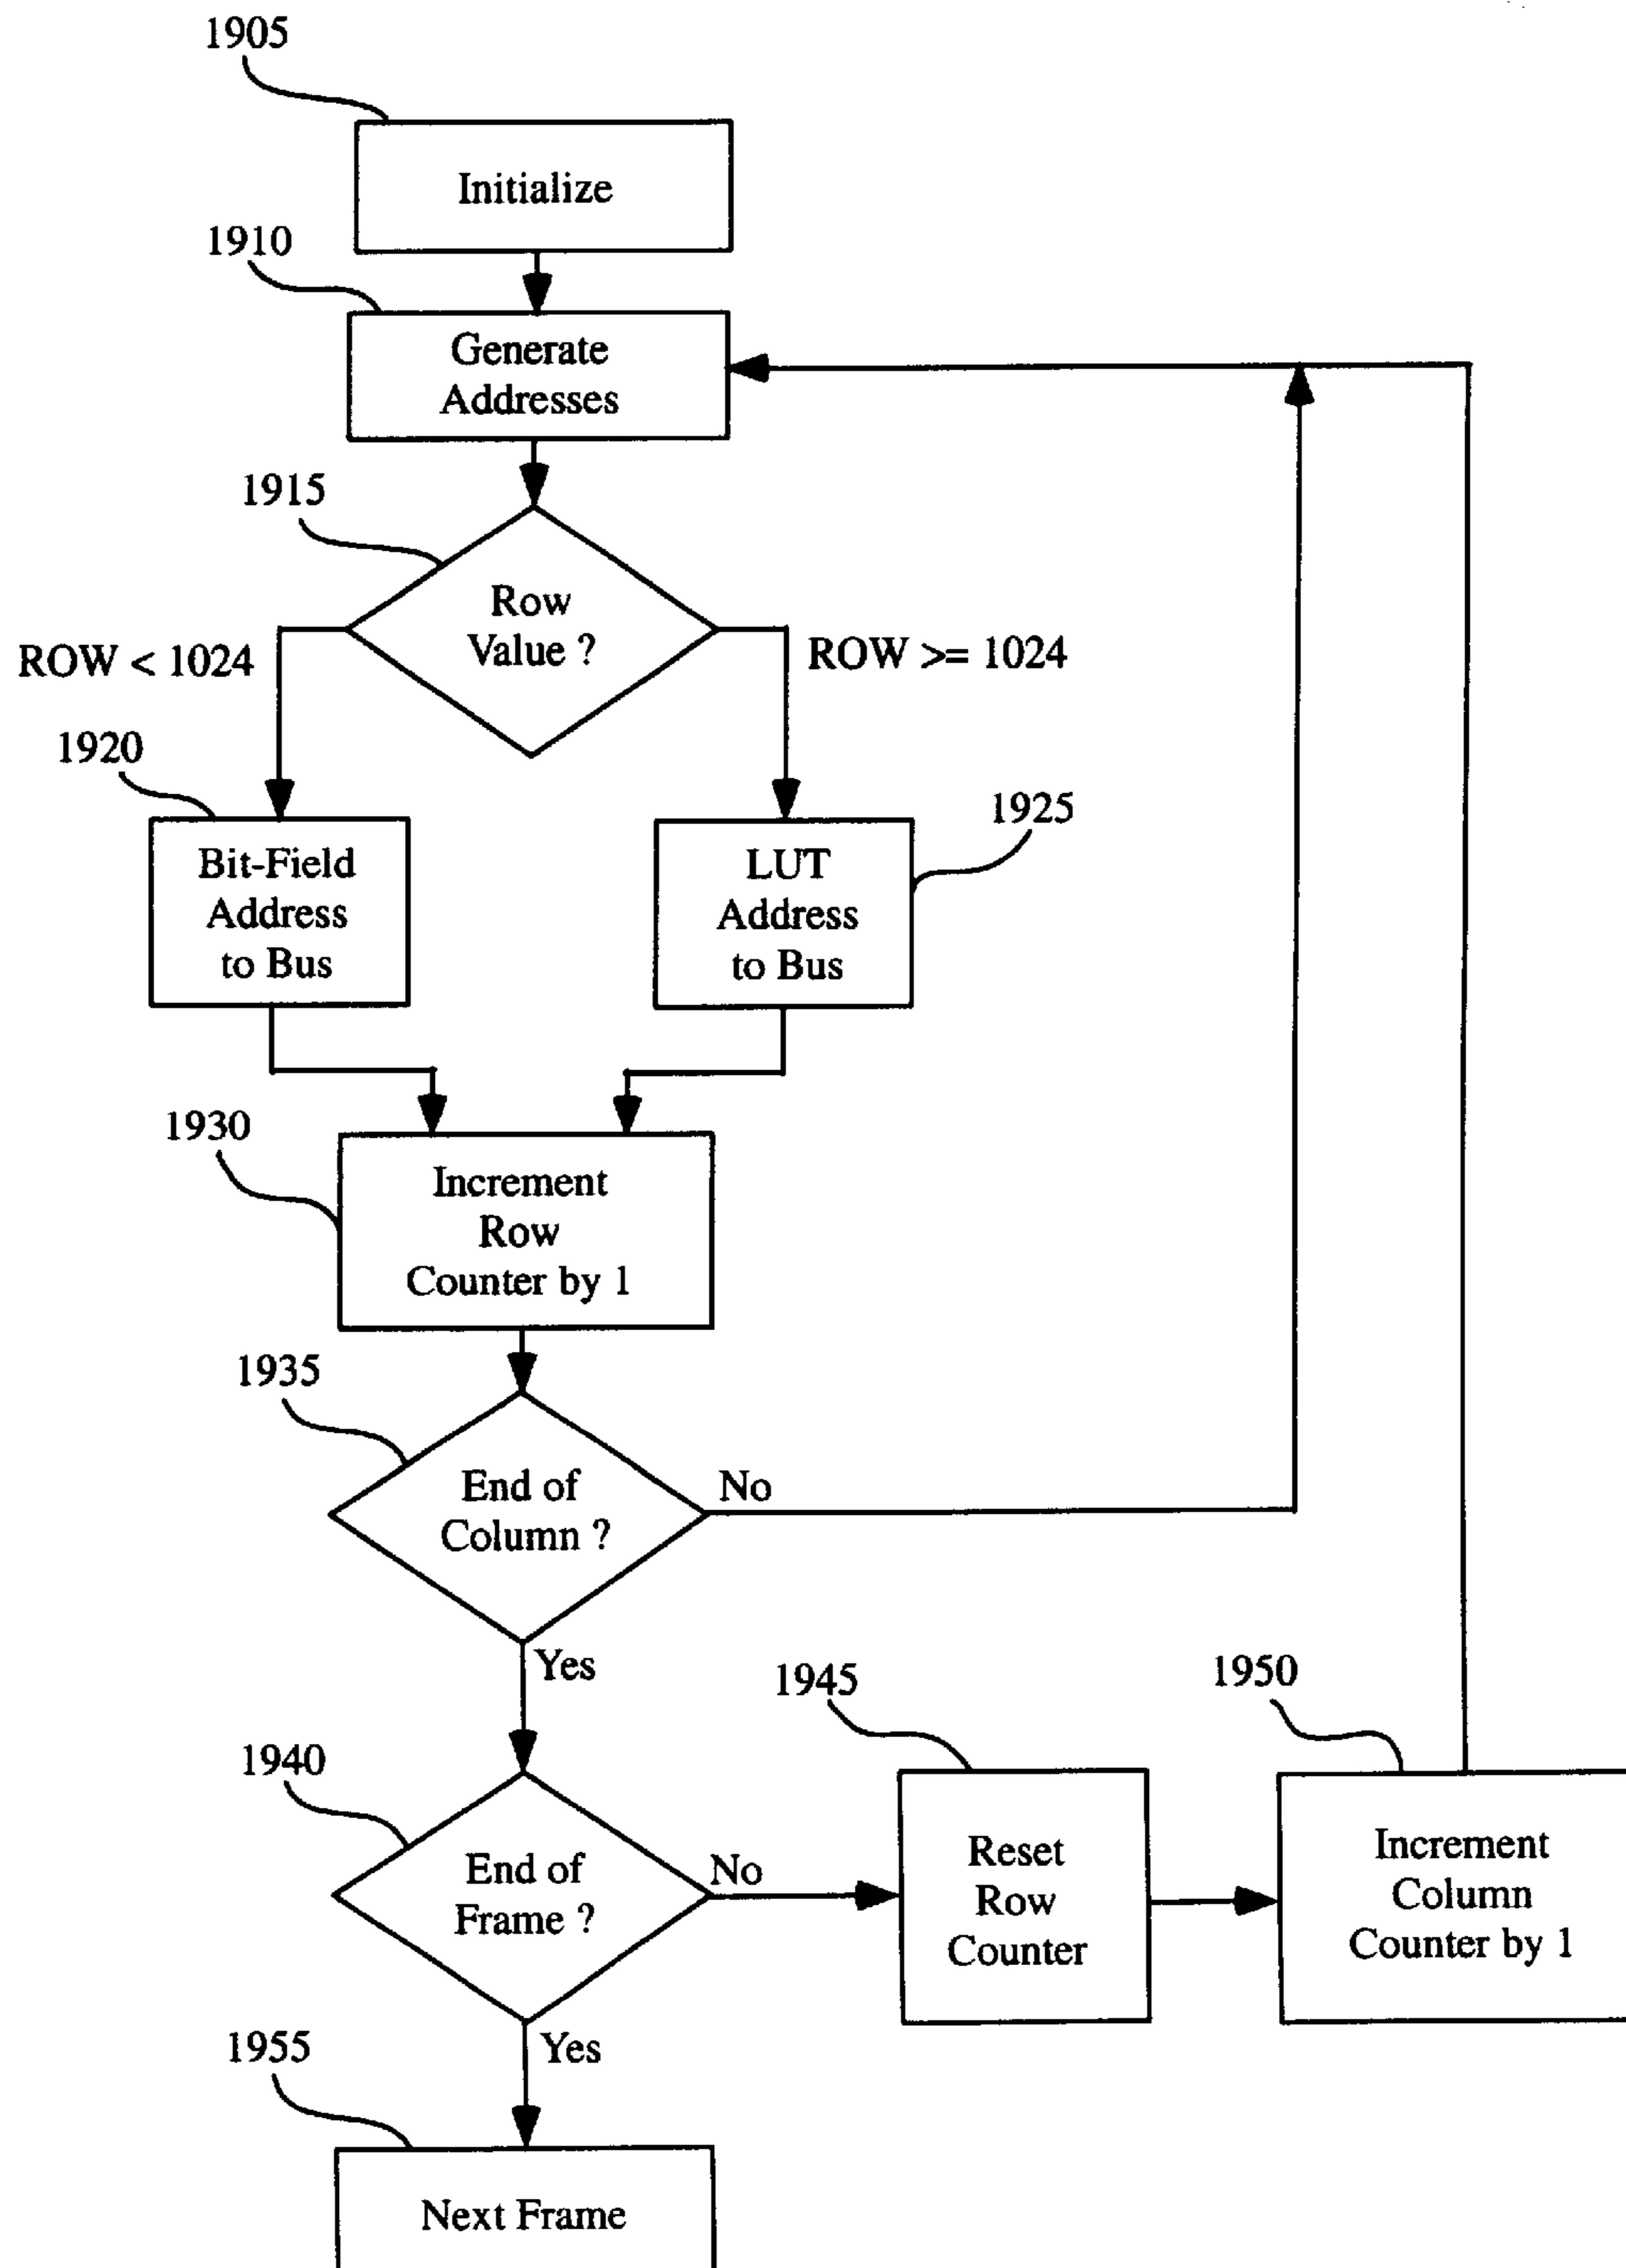 1905
Initialize
1910
Generate
Addresses
1915
Row
Value ?
ROW < 1024
ROW >= 1024
1920
Bit-Field
Address
to Bus
1925
LUT
Address
to Bus
1930
Increment
Row
Counter by 1
1935
End of
Column ?
No
Yes
1940
End of
Frame ?
No
1945
Reset
Row
Counter
1950
Increment
Column
Counter by 1
Yes
1955
Next Frame